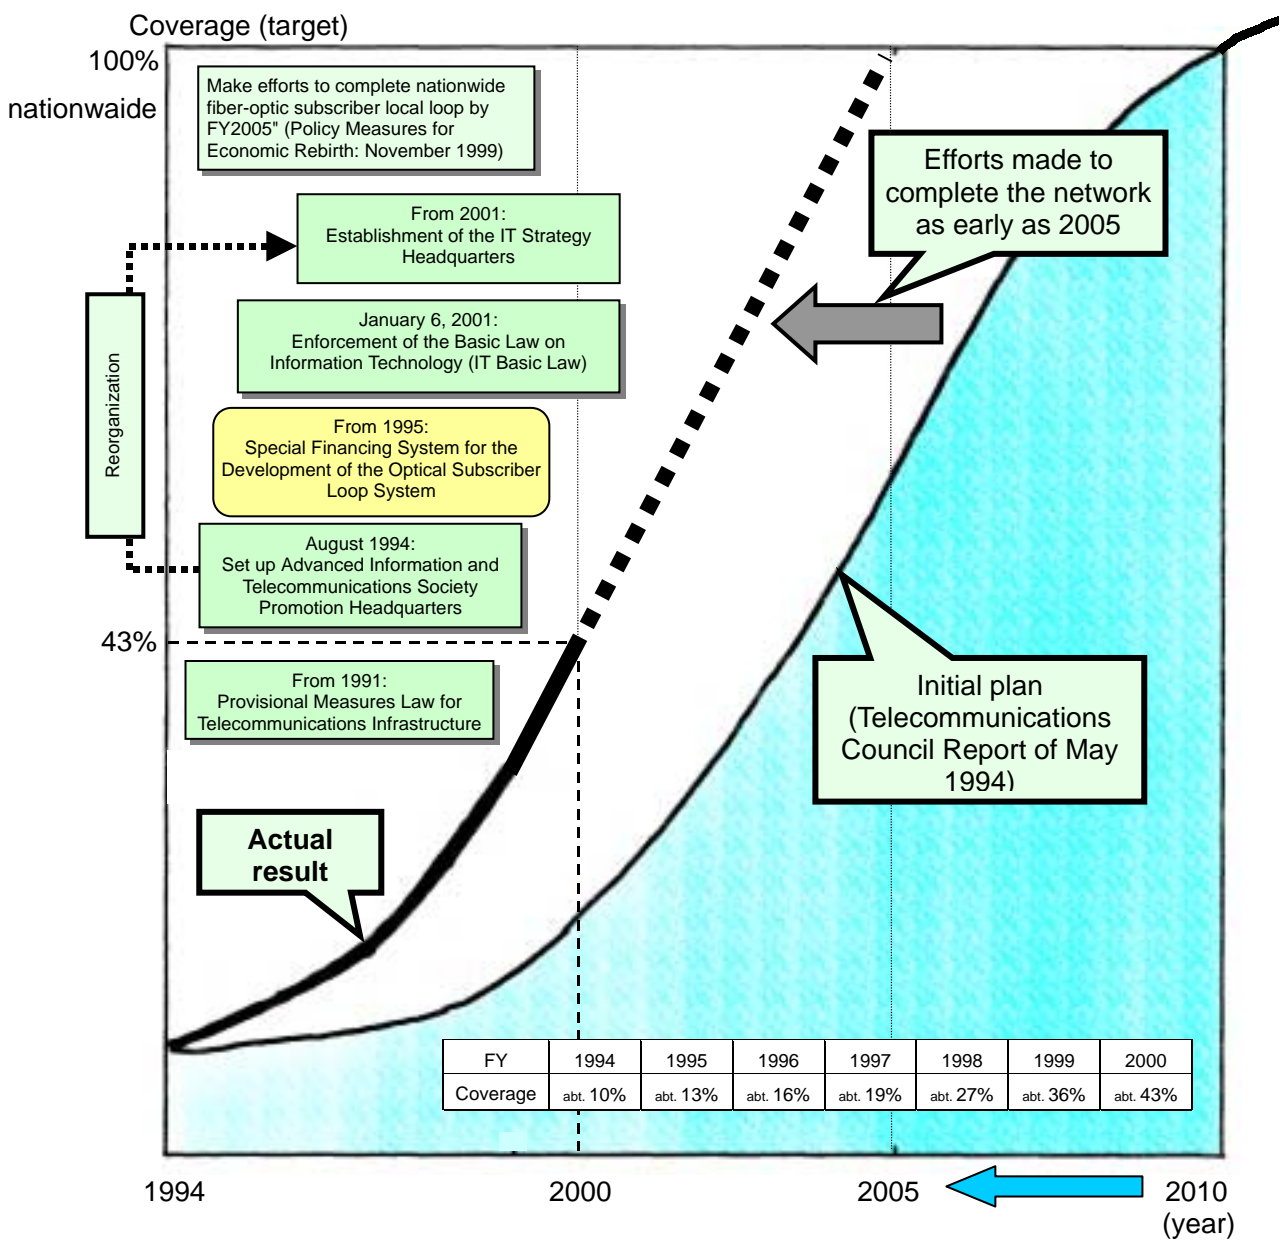 Coverage (target)
100%
nationwaide
Make efforts to complete nationwide
fiber-optic subscriber local loop by
FY2005" (Policy Measures for
Economic Rebirth: November 1999)
From 2001:
Establishment of the IT Strategy
Headquarters
January 6, 2001:
Enforcement of the Basic Law on
Information Technology (IT Basic Law)
Reorganization
From 1995:
Special Financing System for the
Development of the Optical Subscriber
Loop System
August 1994:
Set up Advanced Information and
Telecommunications Society
Promotion Headquarters
43%
From 1991:
Provisional Measures Law for
Telecommunications Infrastructure
Efforts made to
complete the network
as early as 2005
Initial plan
(Telecommunications
Council Report of May
1994)
Actual
result
FY 1994 1995 1996 1997 1998 1999 2000
Coverage abt. 10% abt. 13% abt. 16% abt. 19% abt. 27% abt. 36% abt. 43%
1994 2000 2005 2010
(year)